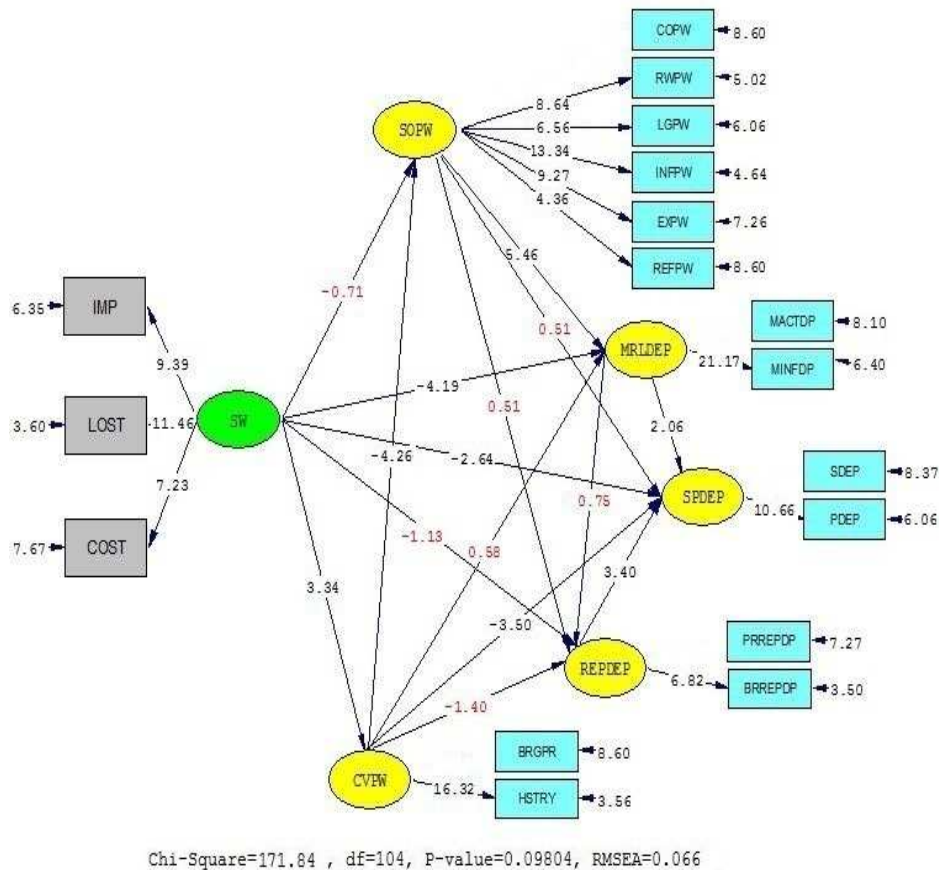 COPW 8.60
RWPW 5.02
8.64
SOPW 6.56 LGPW 6.06
13.34
INFPW 4.64
9.27
4.36
EXPW 7.26
5.46
REFPW 8.60
-0.71
6.35 IMP
0.51
MACTDP 8.10
MRLDEP 21.17 MINFDP 6.40
9.39
-4.19
0.51
3.60 LOST -11.46 SW
2.06
-4.26
-2.64
SDEP 8.37
7.23
SPDEP 10.66 PDEP 6.06
0.75
-1.13
7.67 COST
0.58
3.40
3.34
-3.50
PRREPDP 7.27
REPDEP 6.82 BRREPDP 3.50
-1.40
BRGPR 8.60
CVPW 16.32 HSTRY 3.56
Chi-Square=171.84 , df=104, P-value=0.09804, RMSEA=0.066